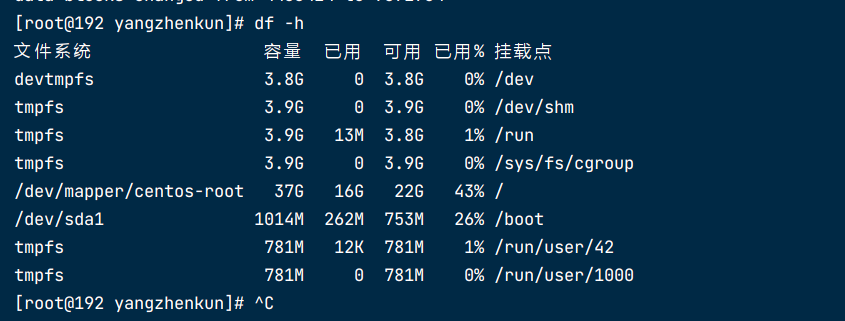 [root@192 yangzhenkun]# df -h
文件系统 容量 已用 可用 已用% 挂载点
devtmpfs 3.8G 0 3.8G 0% /dev
tmpfs 3.9G 0 3.9G 0% /dev/shm
tmpfs 3.9G 13M 3.8G 1% /run
tmpfs 3.9G 0 3.9G 0% /sys/fs/cgroup
/dev/mapper/centos-root 37G 16G 22G 43% /
/dev/sda1 1014M 262M 753M 26% /boot
tmpfs 781M 12K 781M 1% /run/user/42
tmpfs 781M 0 781M 0% /run/user/1000
[root@192 yangzhenkun]# ^C